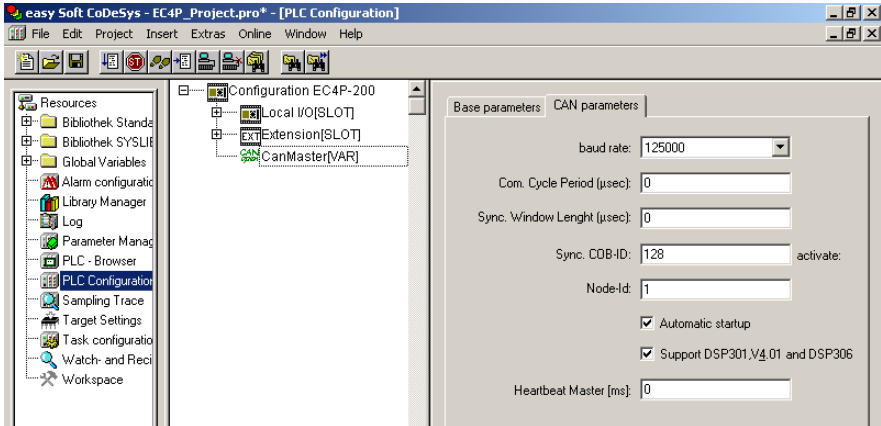 easy Soft CoDeSys - EC4P_Project.pro* - [PLC Configuration]
File Edit Project Insert Extras Online Window Help
Resources
Bibliothek Standa
Bibliothek SYSLIE
Global Variables
Alarm configuratic
Library Manager
Log
Parameter Manag
PLC - Browser
PLC Configuration
Sampling Trace
Target Settings
Task configuratio
Watch- and Reci
Workspace
Configuration EC4P-200
Local I/O[SLOT]
EXT Extension[SLOT]
CAN open CanMaster[VAR]
Base parameters CAN parameters
baud rate: 125000
Com. Cycle Period (µsec): 0
Sync. Window Lenght (µsec): 0
Sync. COB-ID: 128 activate:
Node-Id: 1
Automatic startup
Support DSP301,V4.01 and DSP306
Heartbeat Master [ms]: 0